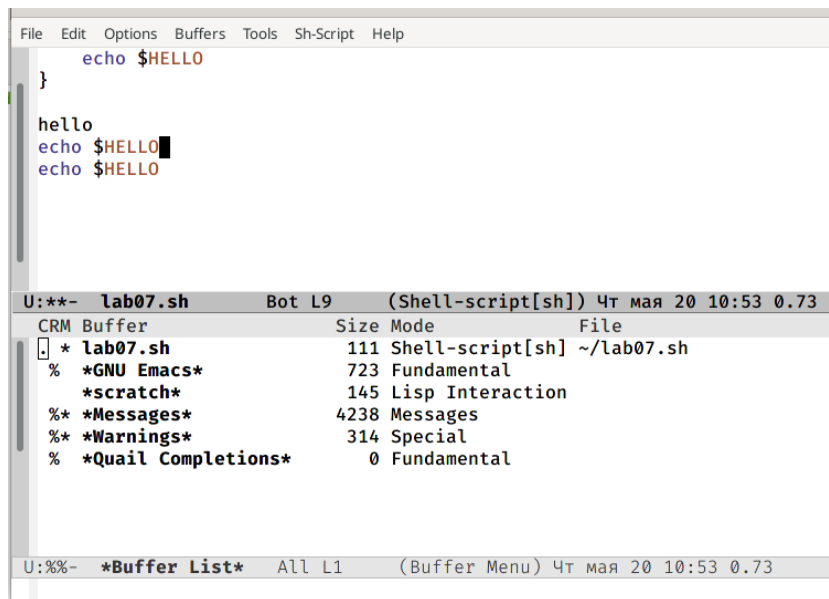 File Edit Options Buffers Tools Sh-Script Help
echo $HELLO
}
hello
echo $HELLO
echo $HELLO
U:**- lab07.sh Bot L9 (Shell-script[sh]) Чт мая 20 10:53 0.73
CRM Buffer Size Mode File
. * lab07.sh 111 Shell-script[sh] ~/lab07.sh
% *GNU Emacs* 723 Fundamental
*scratch* 145 Lisp Interaction
%* *Messages* 4238 Messages
%* *Warnings* 314 Special
% *Quail Completions* 0 Fundamental
U:%%- *Buffer List* All L1 (Buffer Menu) Чт мая 20 10:53 0.73